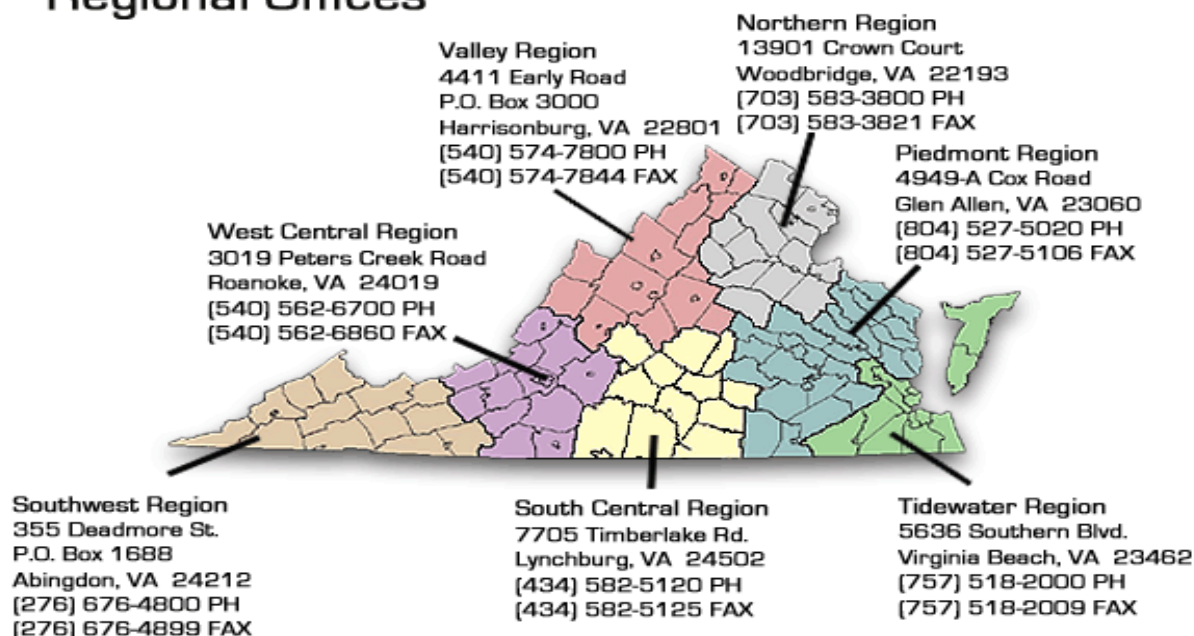 Regional Offices
Northern Region
13901 Crown Court
Woodbridge, VA 22193
(703) 583-3800 PH
(703) 583-3821 FAX
Valley Region
4411 Early Road
P.O. Box 3000
Harrisonburg, VA 22801
(540) 574-7800 PH
(540) 574-7844 FAX
Piedmont Region
4949-A Cox Road
Glen Allen, VA 23060
(804) 527-5020 PH
(804) 527-5106 FAX
West Central Region
3019 Peters Creek Road
Roanoke, VA 24019
(540) 562-6700 PH
(540) 562-6860 FAX
Southwest Region
355 Deadmore St.
P.O. Box 1688
Abingdon, VA 24212
(276) 676-4800 PH
(276) 676-4899 FAX
South Central Region
7705 Timberlake Rd.
Lynchburg, VA 24502
(434) 582-5120 PH
(434) 582-5125 FAX
Tidewater Region
5636 Southern Blvd.
Virginia Beach, VA 23462
(757) 518-2000 PH
(757) 518-2009 FAX